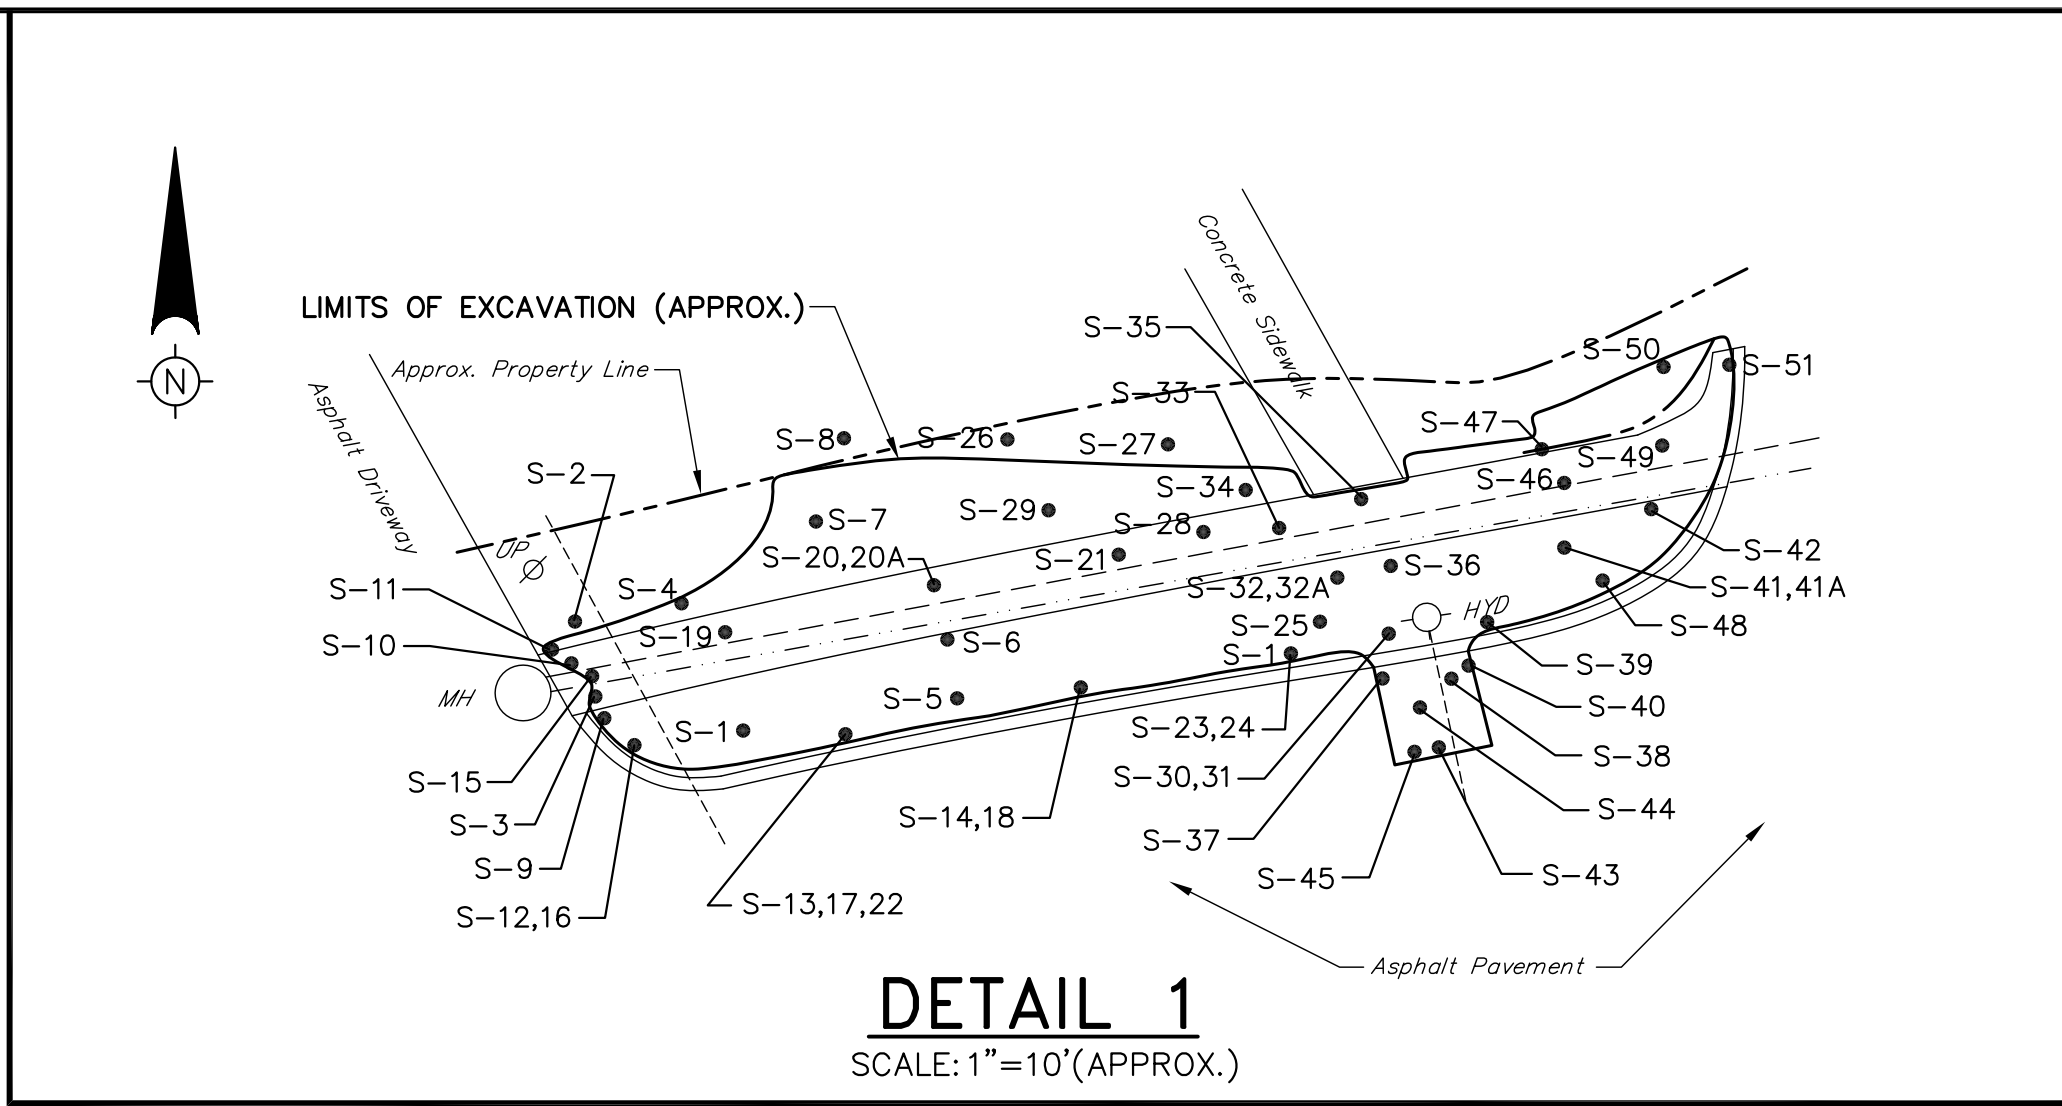 N
LIMITS OF EXCAVATION (APPROX.)
Approx. Property Line
Asphalt Driveway
Concrete Sidewalk
S-35
S-33
S-50
S-51
S-47
S-8
S-26
S-27
S-49
S-2
S-34
S-46
S-7
S-29
S-28
UP
S-20,20A
S-21
S-42
S-11
S-4
S-32,32A
S-36
S-41,41A
S-19
S-6
S-25
HYD
S-48
S-10
S-1
S-39
MH
S-5
S-40
S-1
S-23,24
S-38
S-15
S-30,31
S-3
S-14,18
S-44
S-9
S-37
S-45
S-43
S-12,16
S-13,17,22
Asphalt Pavement
DETAIL 1
SCALE: 1”=10’(APPROX.)